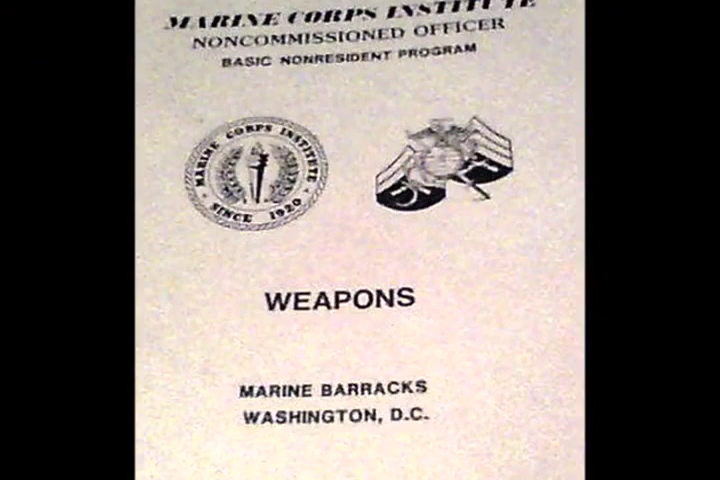 MARINE CORPS INSTITUTE
NONCOMMISSIONED OFFICER
BASIC NONRESIDENT PROGRAM
MARINE CORPS INSTITUTE
SINCE 1920
WEAPONS
MARINE BARRACKS
WASHINGTON, D.C.